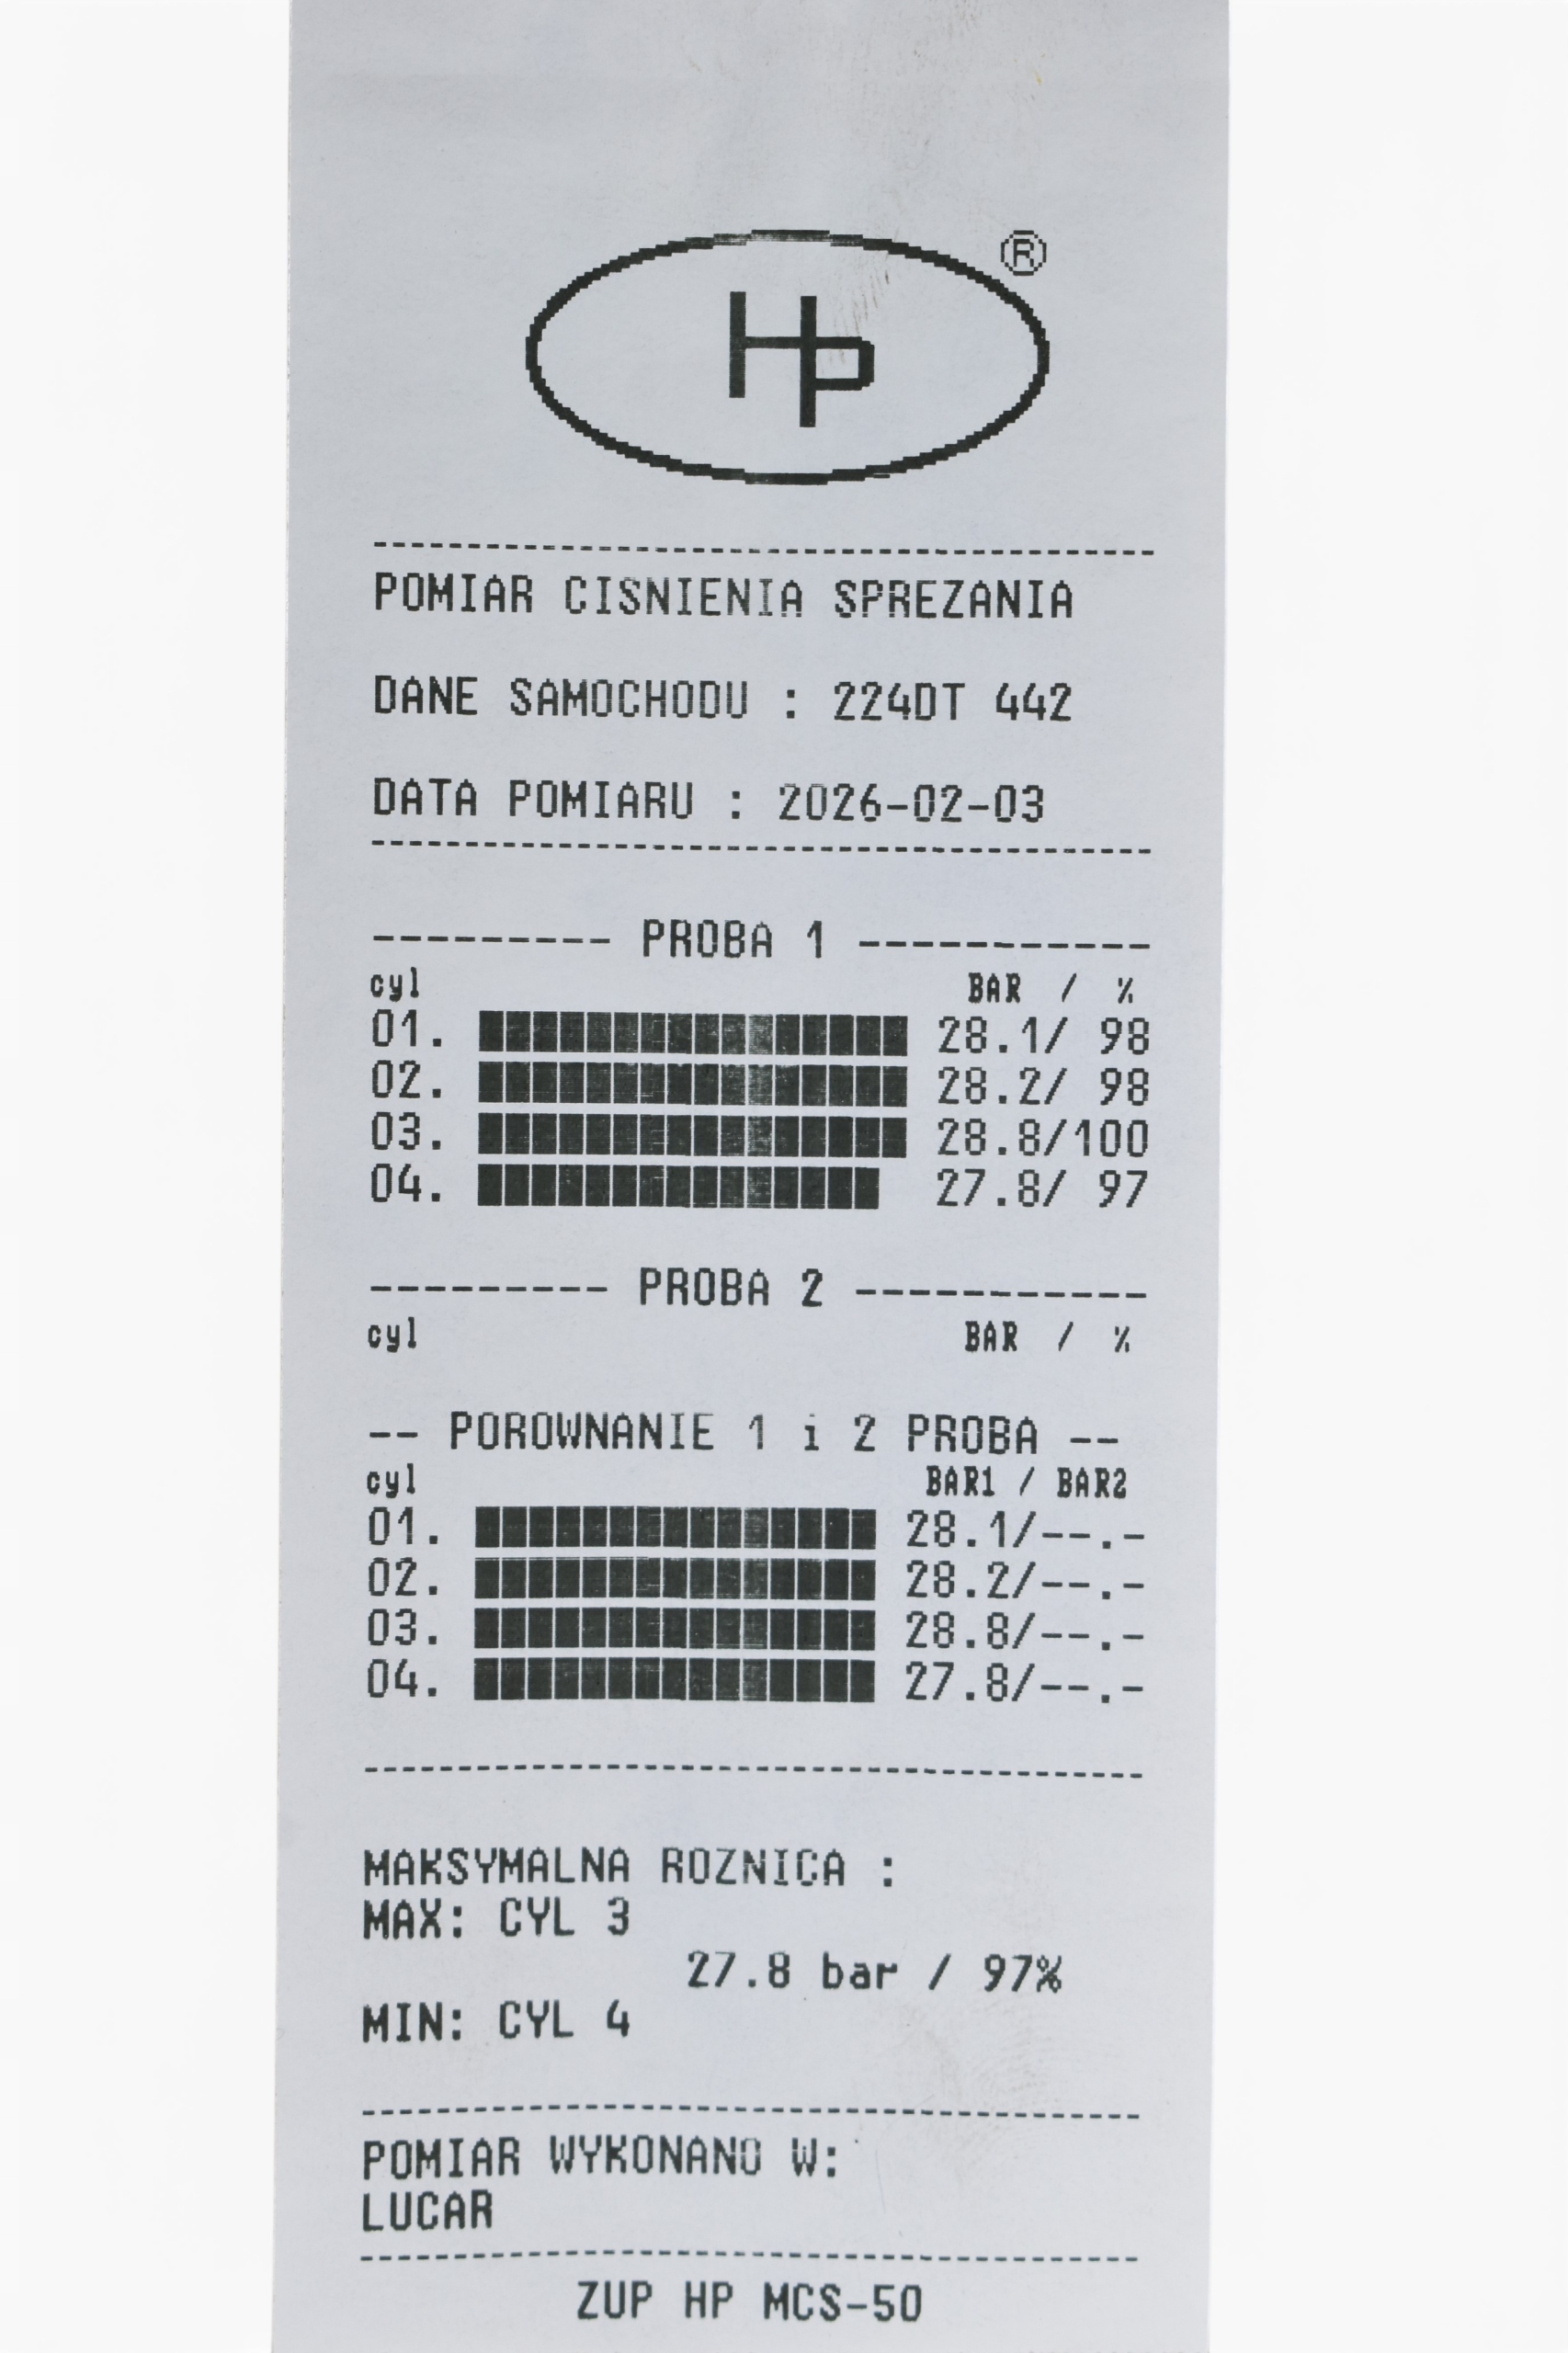 HP ®
POMIAR CISNIENIA SPREZANIA
DANE SAMOCHODU : 224DT 442
DATA POMIARU : 2026-02-03
--------- PROBA 1 -----------
cyl BAR / %
01. 28.1/ 98
02. 28.2/ 98
03. 28.8/100
04. 27.8/ 97
--------- PROBA 2 -----------
cyl BAR / %
-- POROWNANIE 1 i 2 PROBA --
cyl BAR1 / BAR2
01. 28.1/--.-
02. 28.2/--.-
03. 28.8/--.-
04. 27.8/--.-
MAKSYMALNA ROZNICA :
MAX: CYL 3
27.8 bar / 97%
MIN: CYL 4
POMIAR WYKONANO W:
LUCAR
ZUP HP MCS-50